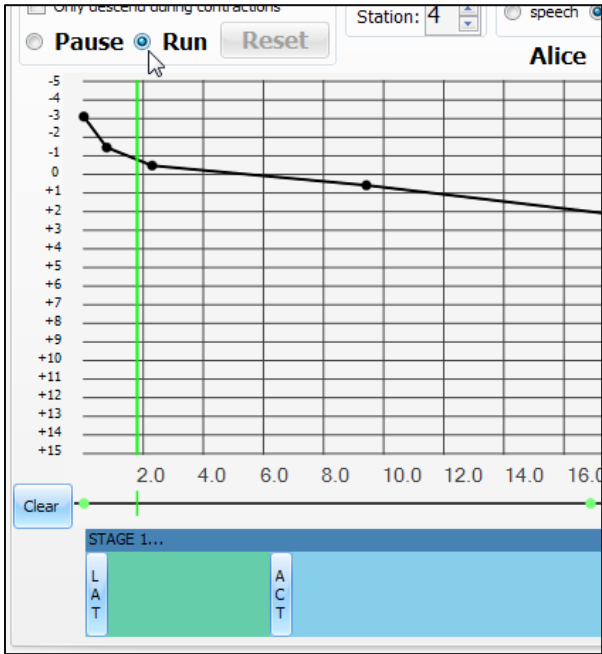 Only descend during contractions
Station: 4
speech
Pause Run Reset
Alice
-5
-4
-3
-2
-1
0
+1
+2
+3
+4
+5
+6
+7
+8
+9
+10
+11
+12
+13
+14
+15
2.0 4.0 6.0 8.0 10.0 12.0 14.0 16.0
Clear
STAGE 1...
LAT
ACT